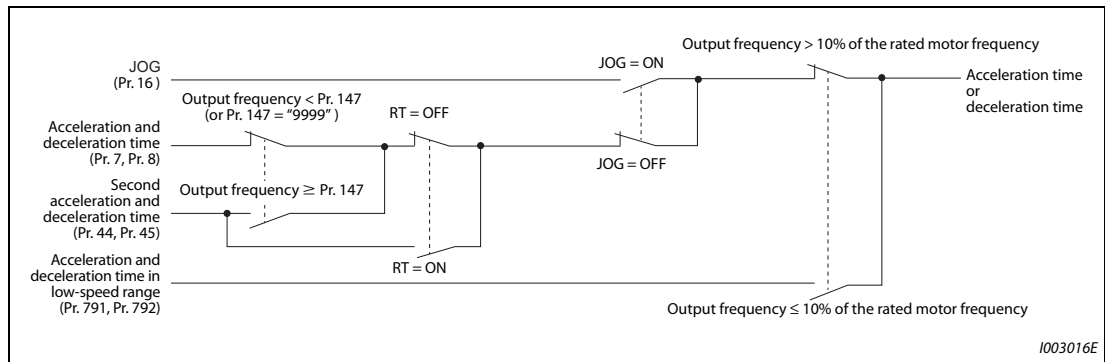 Output frequency > 10% of the rated motor frequency
JOG
(Pr. 16 )
JOG = ON
Acceleration time
or
deceleration time
Output frequency < Pr. 147
(or Pr. 147 = “9999” )
RT = OFF
Acceleration and
deceleration time
(Pr. 7, Pr. 8)
JOG = OFF
Second
acceleration and
deceleration time
(Pr. 44, Pr. 45)
Output frequency ≥ Pr. 147
RT = ON
Acceleration and
deceleration time in
low-speed range
(Pr. 791, Pr. 792)
Output frequency ≤ 10% of the rated motor frequency
I003016E